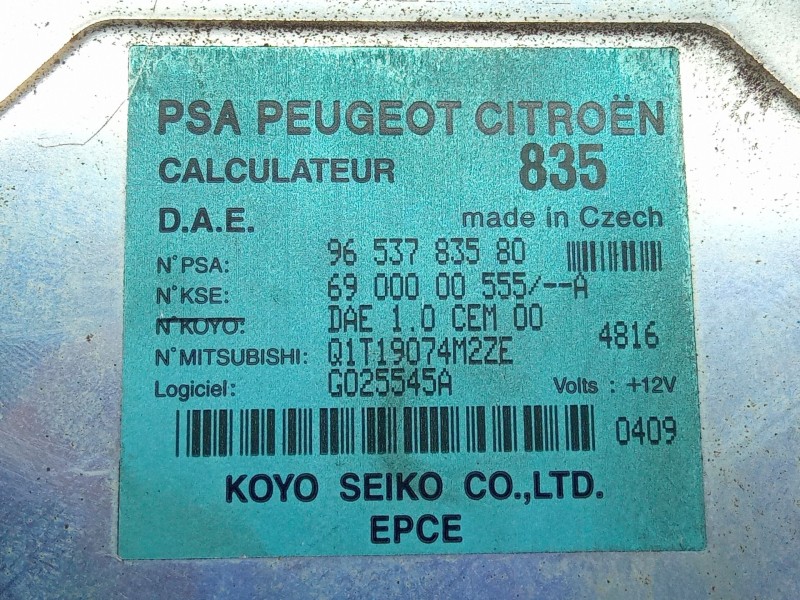 PSA PEUGEOT CITROËN
CALCULATEUR 835
D.A.E. made in Czech
N°PSA: 96 537 835 80
N°KSE: 69 000 00 555/--A
N°KOYO: DAE 1.0 CEM 00
4816
N°MITSUBISHI: Q1T19074M2ZE
Logiciel: G025545A Volts : +12V
0409
KOYO SEIKO CO.,LTD.
EPCE